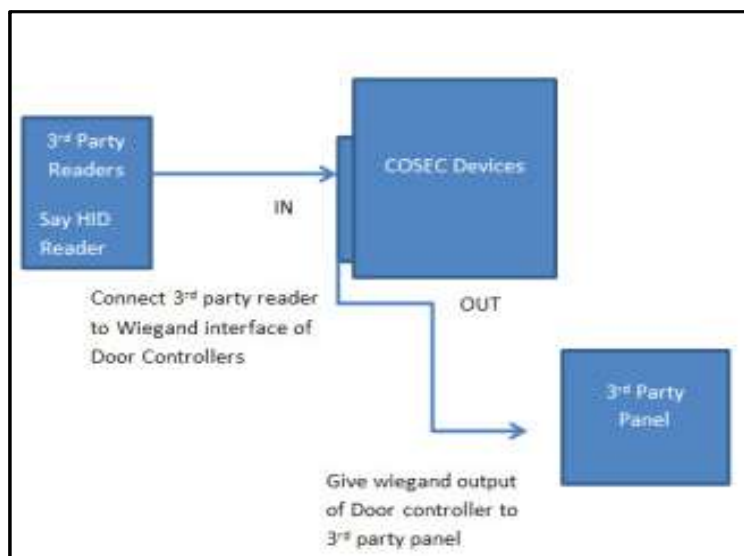 3rd Party
Readers
Say HID
Reader
IN
COSEC Devices
Connect 3rd party reader
to Wiegand interface of
Door Controllers
OUT
3rd Party
Panel
Give wiegand output
of Door controller to
3rd party panel